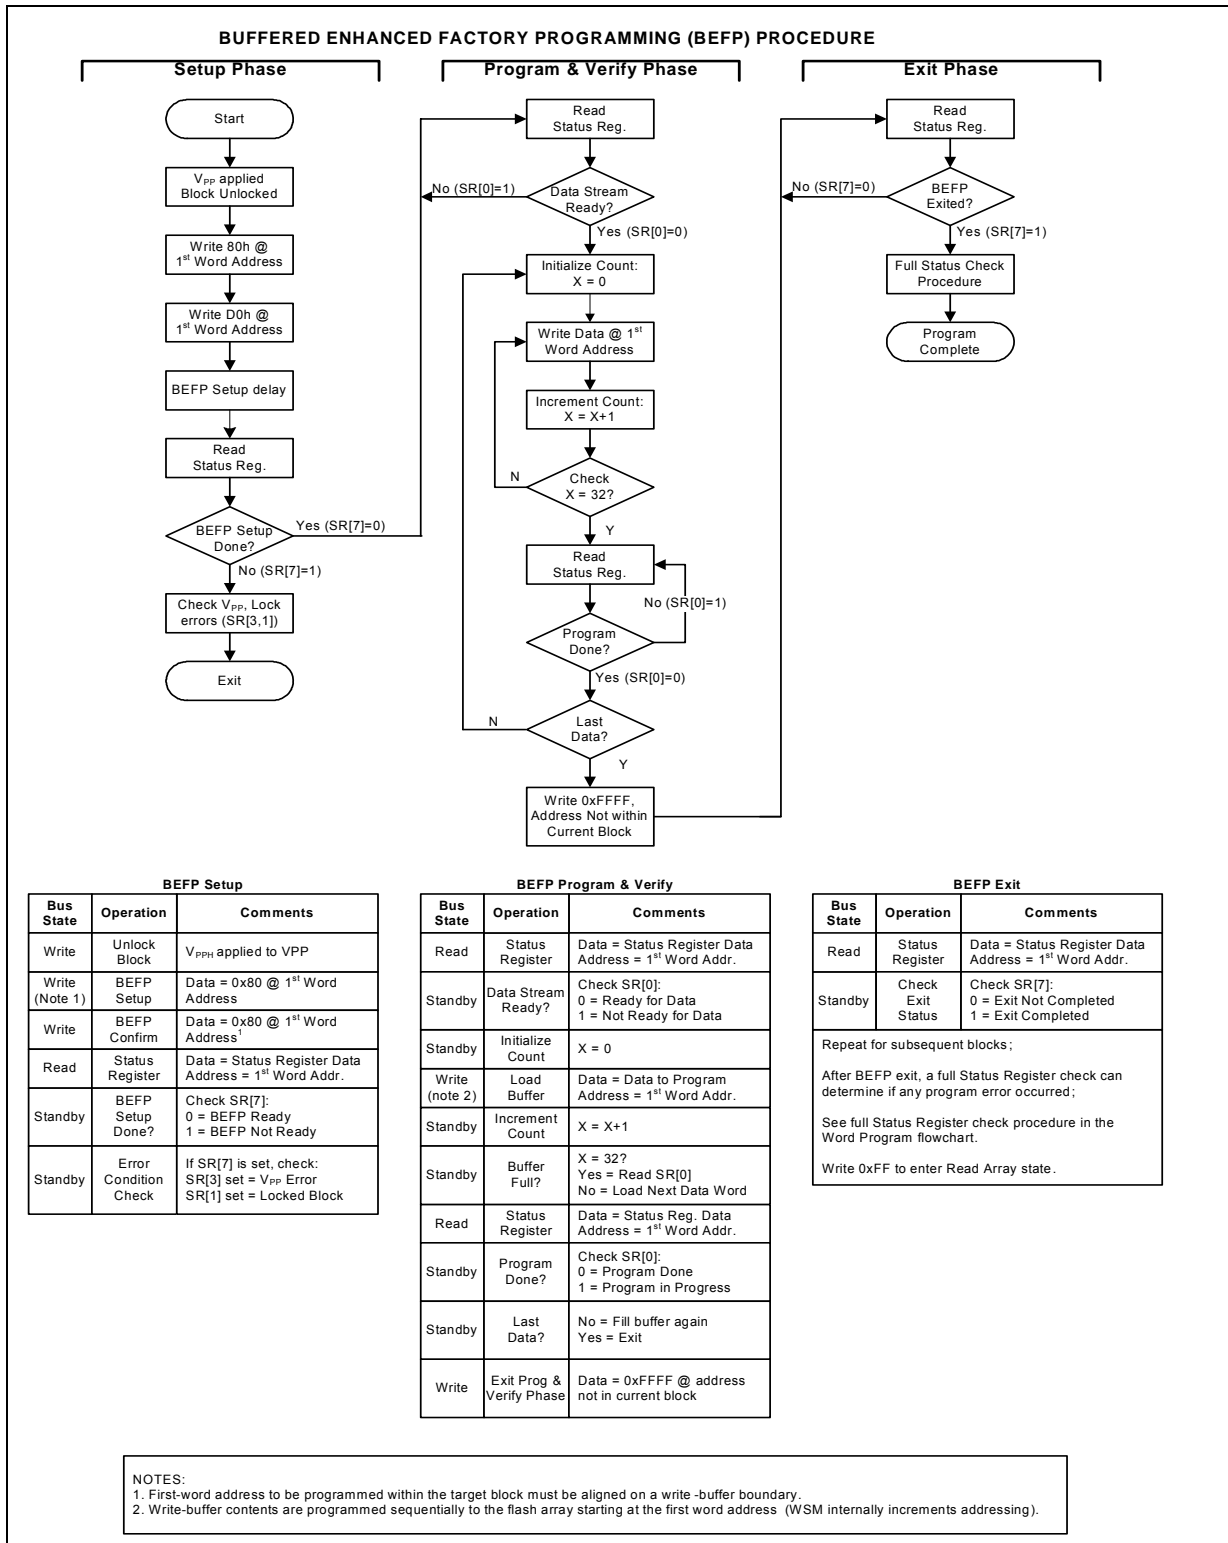 BUFFERED ENHANCED FACTORY PROGRAMMING (BEFP) PROCEDURE
Setup Phase
Start
VPP applied
Block Unlocked
Write 80h @
1st Word Address
Write D0h @
1st Word Address
BEFP Setup delay
Read
Status Reg.
BEFP Setup
Done?
Yes (SR[7]=0)
No (SR[7]=1)
Check VPP, Lock
errors (SR[3,1])
Exit
Program & Verify Phase
Read
Status Reg.
No (SR[0]=1)
Data Stream
Ready?
Yes (SR[0]=0)
Initialize Count:
X = 0
Write Data @ 1st
Word Address
Increment Count:
X = X+1
N
Check
X = 32?
Y
Read
Status Reg.
No (SR[0]=1)
Program
Done?
Yes (SR[0]=0)
N
Last
Data?
Y
Write 0xFFFF,
Address Not within
Current Block
Exit Phase
Read
Status Reg.
No (SR[7]=0)
BEFP
Exited?
Yes (SR[7]=1)
Full Status Check
Procedure
Program
Complete
BEFP Setup
Bus
State
Operation
Comments
Write
Unlock
Block
VPPH applied to VPP
Write
(Note 1)
BEFP
Setup
Data = 0x80 @ 1st Word
Address
Write
BEFP
Confirm
Data = 0x80 @ 1st Word
Address1
Read
Status
Register
Data = Status Register Data
Address = 1st Word Addr.
Standby
BEFP
Setup
Done?
Check SR[7]:
0 = BEFP Ready
1 = BEFP Not Ready
Standby
Error
Condition
Check
If SR[7] is set, check:
SR[3] set = VPP Error
SR[1] set = Locked Block
BEFP Program & Verify
Bus
State
Operation
Comments
Read
Status
Register
Data = Status Register Data
Address = 1st Word Addr.
Standby
Data Stream
Ready?
Check SR[0]:
0 = Ready for Data
1 = Not Ready for Data
Standby
Initialize
Count
X = 0
Write
(note 2)
Load
Buffer
Data = Data to Program
Address = 1st Word Addr.
Standby
Increment
Count
X = X+1
Standby
Buffer
Full?
X = 32?
Yes = Read SR[0]
No = Load Next Data Word
Read
Status
Register
Data = Status Reg. Data
Address = 1st Word Addr.
Standby
Program
Done?
Check SR[0]:
0 = Program Done
1 = Program in Progress
Standby
Last
Data?
No = Fill buffer again
Yes = Exit
Write
Exit Prog &
Verify Phase
Data = 0xFFFF @ address
not in current block
BEFP Exit
Bus
State
Operation
Comments
Read
Status
Register
Data = Status Register Data
Address = 1st Word Addr.
Standby
Check
Exit
Status
Check SR[7]:
0 = Exit Not Completed
1 = Exit Completed
Repeat for subsequent blocks;
After BEFP exit, a full Status Register check can
determine if any program error occurred;
See full Status Register check procedure in the
Word Program flowchart.
Write 0xFF to enter Read Array state.
NOTES:
1. First-word address to be programmed within the target block must be aligned on a write -buffer boundary.
2. Write-buffer contents are programmed sequentially to the flash array starting at the first word address (WSM internally increments addressing).